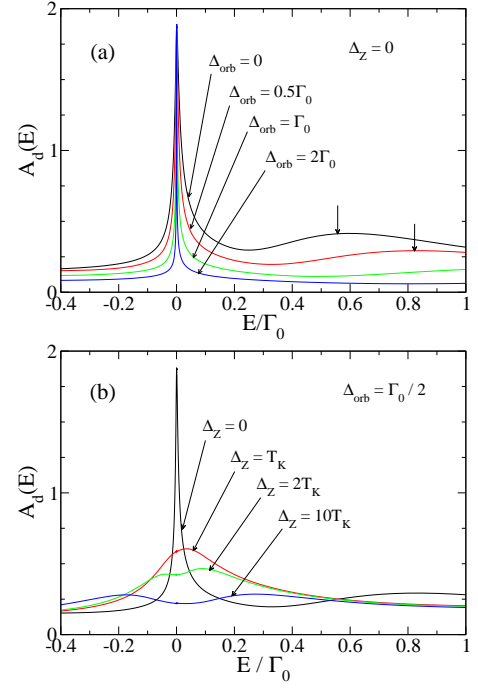 2
(a)
Δ_Z = 0
Δ_orb = 0
Δ_orb = 0.5Γ_0
Δ_orb = Γ_0
Δ_orb = 2Γ_0
A_d(E)
1
0
-0.4 -0.2 0 0.2 0.4 0.6 0.8 1
E/Γ_0
2
(b)
Δ_orb = Γ_0 / 2
Δ_Z = 0
Δ_Z = T_K
Δ_Z = 2T_K
Δ_Z = 10T_K
A_d(E)
1
0
-0.4 -0.2 0 0.2 0.4 0.6 0.8 1
E / Γ_0